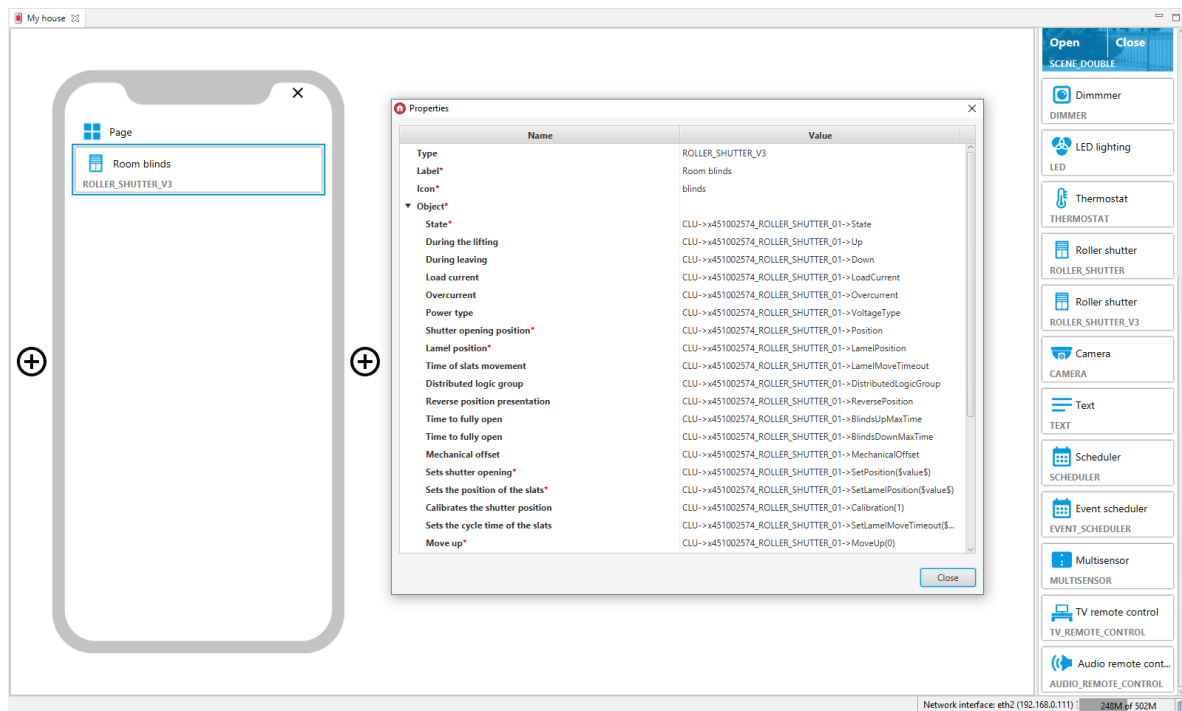 My house
Page
Room blinds
ROLLER_SHUTTER_V3
Properties
Name Value
Type ROLLER_SHUTTER_V3
Label* Room blinds
Icon* blinds
Object*
State* CLU->x451002574_ROLLER_SHUTTER_01->State
During the lifting CLU->x451002574_ROLLER_SHUTTER_01->Up
During leaving CLU->x451002574_ROLLER_SHUTTER_01->Down
Load current CLU->x451002574_ROLLER_SHUTTER_01->LoadCurrent
Overcurrent CLU->x451002574_ROLLER_SHUTTER_01->Overcurrent
Power type CLU->x451002574_ROLLER_SHUTTER_01->VoltageType
Shutter opening position* CLU->x451002574_ROLLER_SHUTTER_01->Position
Lamel position* CLU->x451002574_ROLLER_SHUTTER_01->LamelPosition
Time of slats movement CLU->x451002574_ROLLER_SHUTTER_01->LamelMoveTimeout
Distributed logic group CLU->x451002574_ROLLER_SHUTTER_01->DistributedLogicGroup
Reverse position presentation CLU->x451002574_ROLLER_SHUTTER_01->ReversePosition
Time to fully open CLU->x451002574_ROLLER_SHUTTER_01->BlindsUpMaxTime
Time to fully open CLU->x451002574_ROLLER_SHUTTER_01->BlindsDownMaxTime
Mechanical offset CLU->x451002574_ROLLER_SHUTTER_01->MechanicalOffset
Sets shutter opening* CLU->x451002574_ROLLER_SHUTTER_01->SetPosition($value$)
Sets the position of the slats* CLU->x451002574_ROLLER_SHUTTER_01->SetLamelPosition($value$)
Calibrates the shutter position CLU->x451002574_ROLLER_SHUTTER_01->Calibration(1)
Sets the cycle time of the slats CLU->x451002574_ROLLER_SHUTTER_01->SetLamelMoveTimeout($...
Move up* CLU->x451002574_ROLLER_SHUTTER_01->MoveUp(0)
Close
Open Close
SCENE_DOUBLE
Dimmmer
DIMMER
LED lighting
LED
Thermostat
THERMOSTAT
Roller shutter
ROLLER_SHUTTER
Roller shutter
ROLLER_SHUTTER_V3
Camera
CAMERA
Text
TEXT
Scheduler
SCHEDULER
Event scheduler
EVENT_SCHEDULER
Multisensor
MULTISENSOR
TV remote control
TV_REMOTE_CONTROL
Audio remote cont...
AUDIO_REMOTE_CONTROL
Network interface: eth2 (192.168.0.111) 248M of 502M